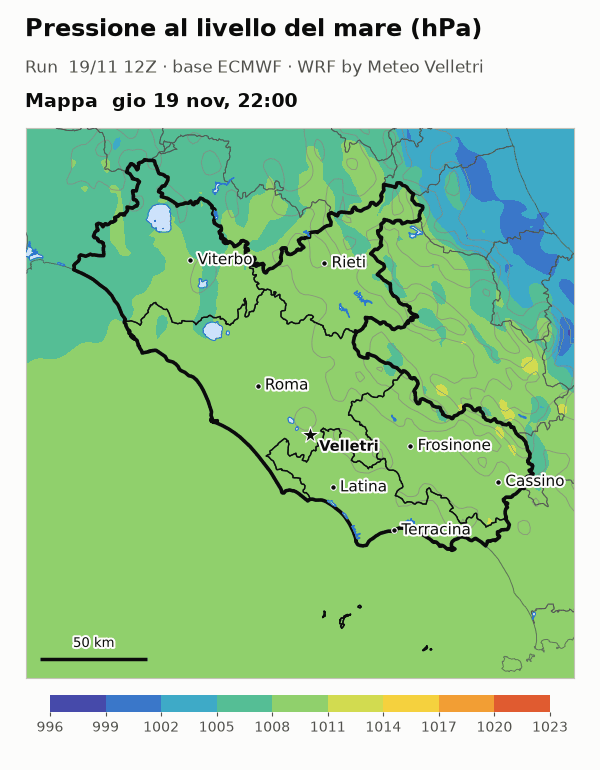 Pressione al livello del mare (hPa)
Run  19/11 12Z · base ECMWF · WRF by Meteo Velletri
Mappa  gio 19 nov, 22:00
Viterbo
Rieti
Roma
Velletri
Frosinone
Cassino
Latina
Terracina
50 km
996 999 1002 1005 1008 1011 1014 1017 1020 1023